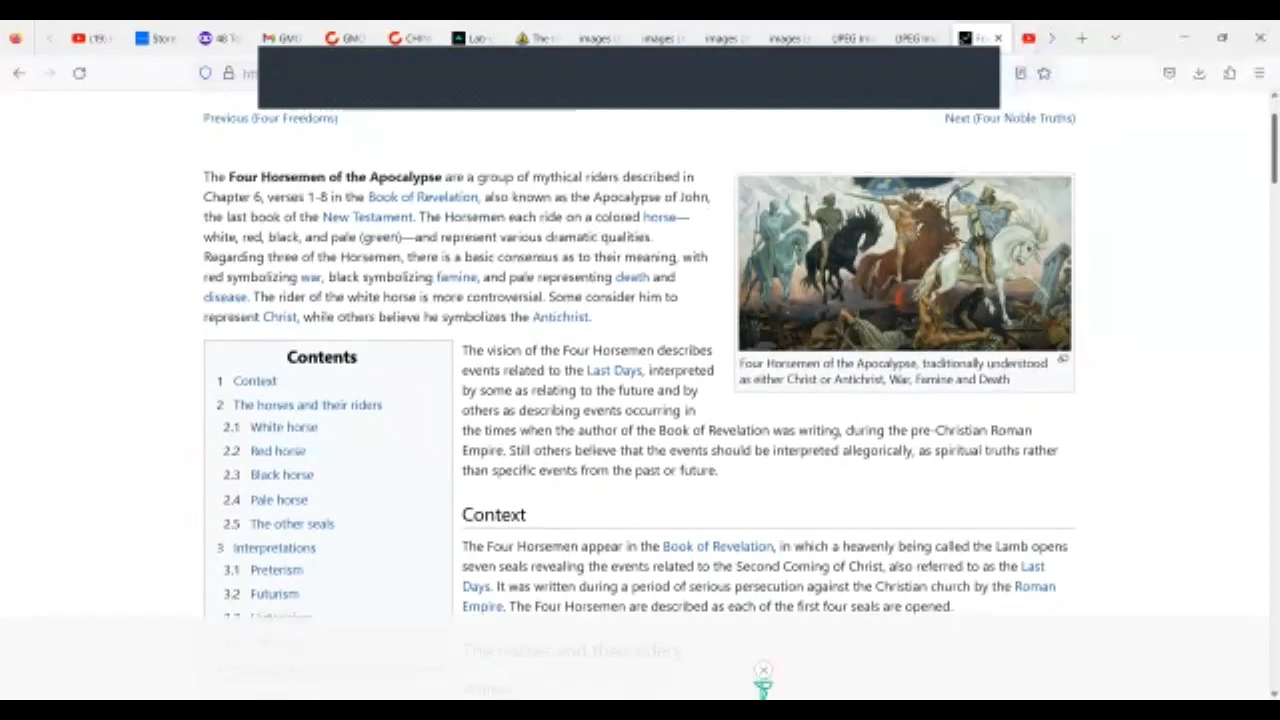 Store
GMU
GMO
images
images
images
images
Previous (Four Freedoms)
Next (Four Noble Truths)
The Four Horsemen of the Apocalypse are a group of mythical riders described in
Chapter 6, verses 1-8 in the Book of Revelation, also known as the Apocalypse of John,
the last book of the New Testament. The Horsemen each ride on a colored horse—
white, red, black, and pale (green)—and represent various dramatic qualities.
Regarding three of the Horsemen, there is a basic consensus as to their meaning, with
red symbolizing war, black symbolizing famine, and pale representing death and
disease. The rider of the white horse is more controversial. Some consider him to
represent Christ, while others believe he symbolizes the Antichrist.
Four Horsemen of the Apocalypse, traditionally understood
as either Christ or Antichrist, War, Famine and Death
Contents
1 Context
2 The horses and their riders
2.1 White horse
2.2 Red horse
2.3 Black horse
2.4 Pale horse
2.5 The other seals
3 Interpretations
3.1 Preterism
3.2 Futurism
The vision of the Four Horsemen describes
events related to the Last Days, interpreted
by some as relating to the future and by
others as describing events occurring in
the times when the author of the Book of Revelation was writing, during the pre-Christian Roman
Empire. Still others believe that the events should be interpreted allegorically, as spiritual truths rather
than specific events from the past or future.
Context
The Four Horsemen appear in the Book of Revelation, in which a heavenly being called the Lamb opens
seven seals revealing the events related to the Second Coming of Christ, also referred to as the Last
Days. It was written during a period of serious persecution against the Christian church by the Roman
Empire. The Four Horsemen are described as each of the first four seals are opened.
The horses and their riders